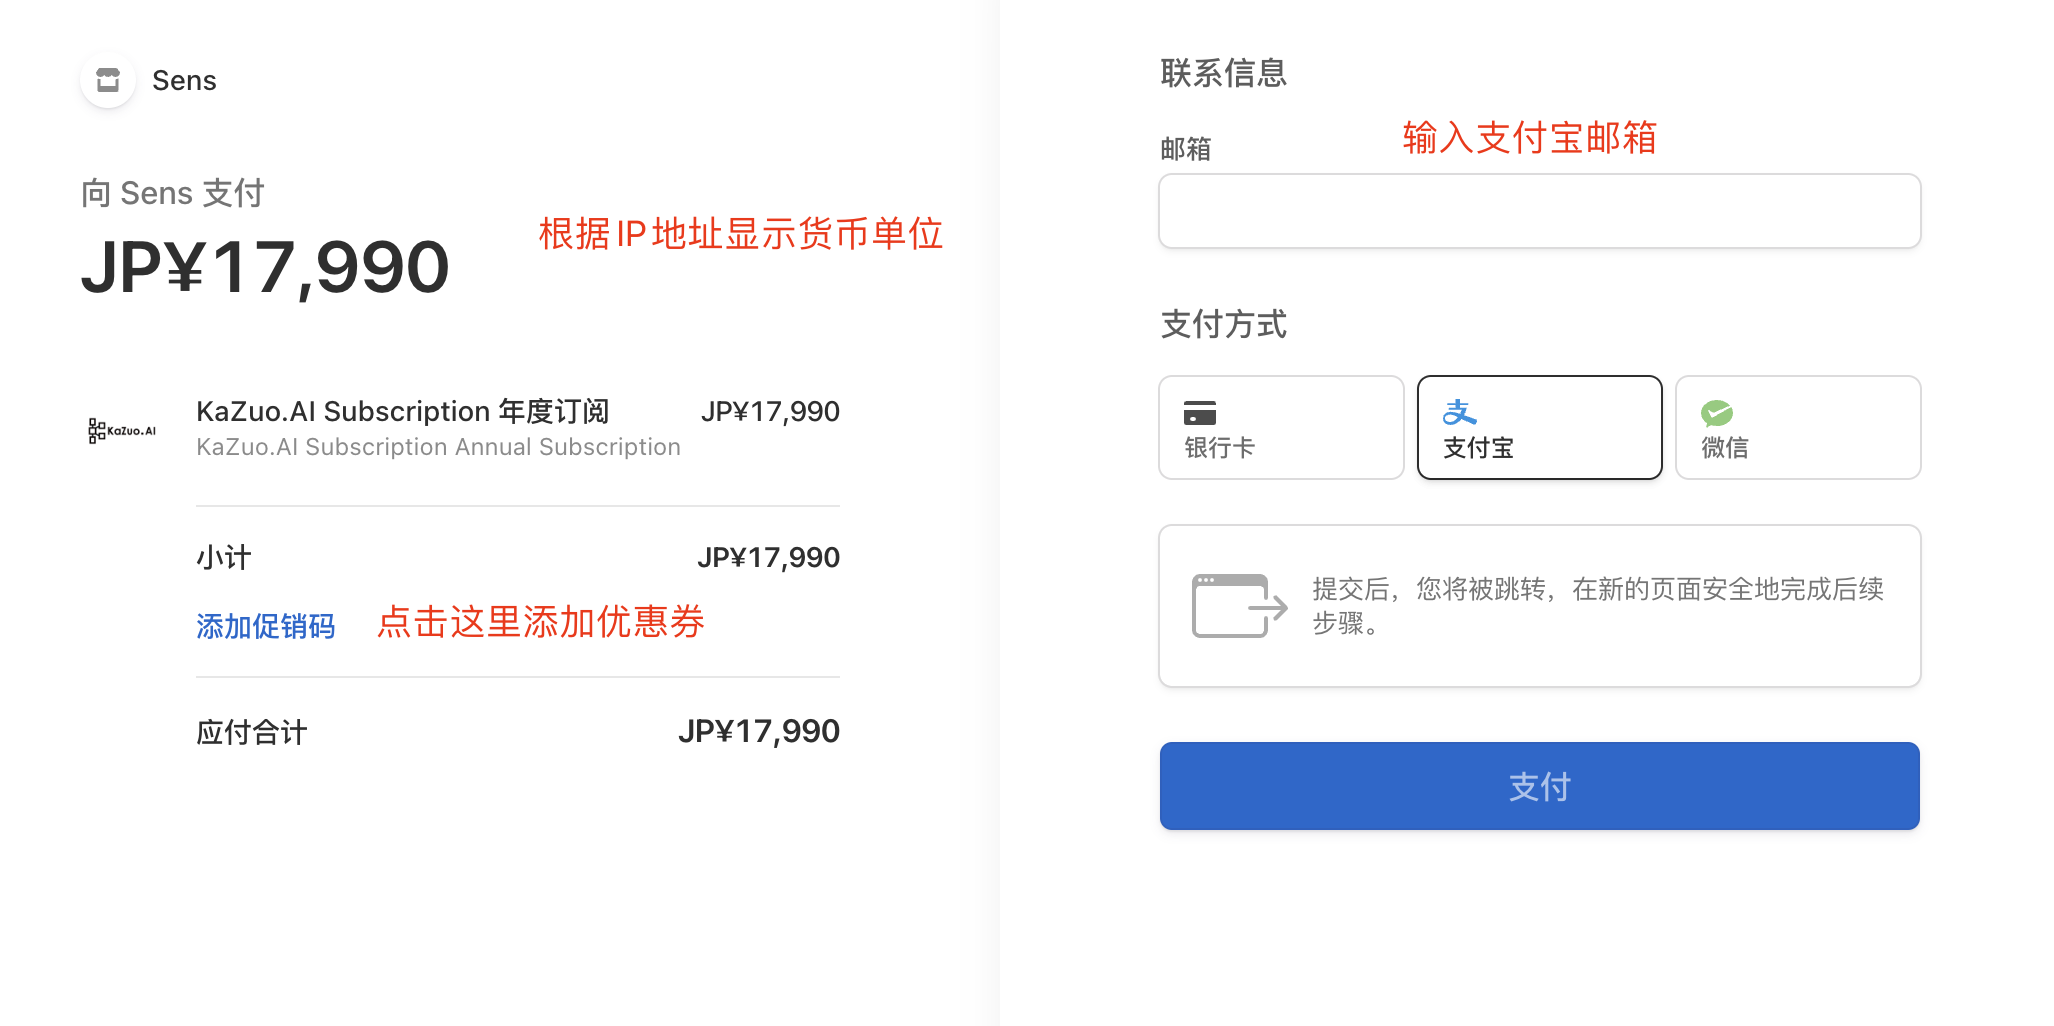 Sens
向 Sens 支付
根据IP地址显示货币单位
JP¥17,990
KaZuo.AI
KaZuo.AI Subscription 年度订阅 JP¥17,990
KaZuo.AI Subscription Annual Subscription
小计 JP¥17,990
添加促销码 点击这里添加优惠券
应付合计 JP¥17,990
联系信息
邮箱 输入支付宝邮箱
支付方式
银行卡 支付宝 微信
提交后，您将被跳转，在新的页面安全地完成后续
步骤。
支付